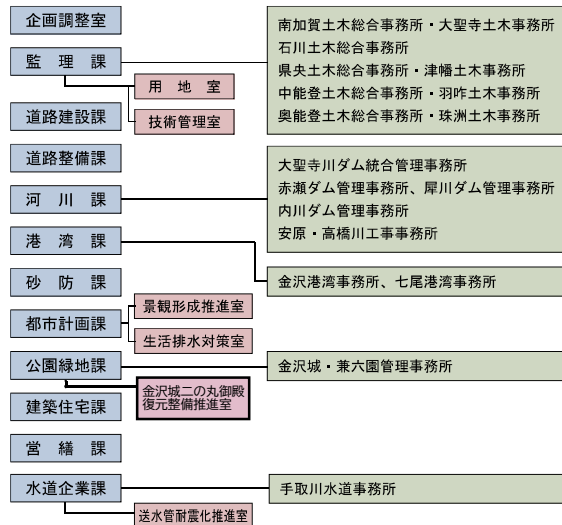 企画調整室
監理課
用地室
技術管理室
道路建設課
道路整備課
河川課
港湾課
砂防課
都市計画課
景観形成推進室
生活排水対策室
公園緑地課
金沢城二の丸御殿
復元整備推進室
建築住宅課
営繕課
水道企業課
送水管耐震化推進室
南加賀土木総合事務所・大聖寺土木事務所
石川土木総合事務所
県央土木総合事務所・津幡土木事務所
中能登土木総合事務所・羽咋土木事務所
奥能登土木総合事務所・珠洲土木事務所
大聖寺川ダム統合管理事務所
赤瀬ダム管理事務所、犀川ダム管理事務所
内川ダム管理事務所
安原・高橋川工事事務所
金沢港湾事務所、七尾港湾事務所
金沢城・兼六園管理事務所
手取川水道事務所